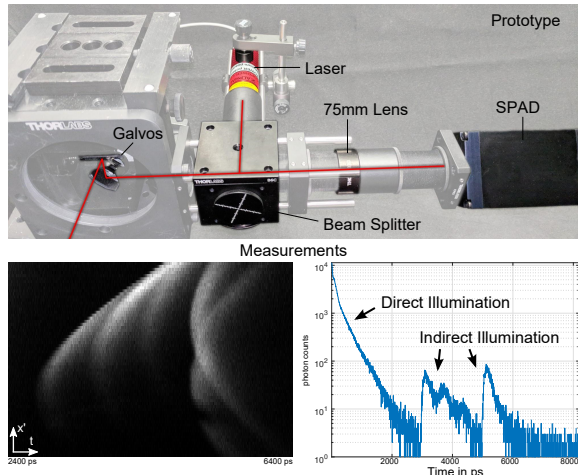 Prototype
Laser
75mm Lens
SPAD
THORLABS
Galvos
THORLABS
Beam Splitter
Measurements
x'
t
2400 ps
6400 ps
10⁴
10³
10²
10¹
10⁰
photon counts
Direct Illumination
Indirect Illumination
0
2000
4000
6000
8000
Time in ps